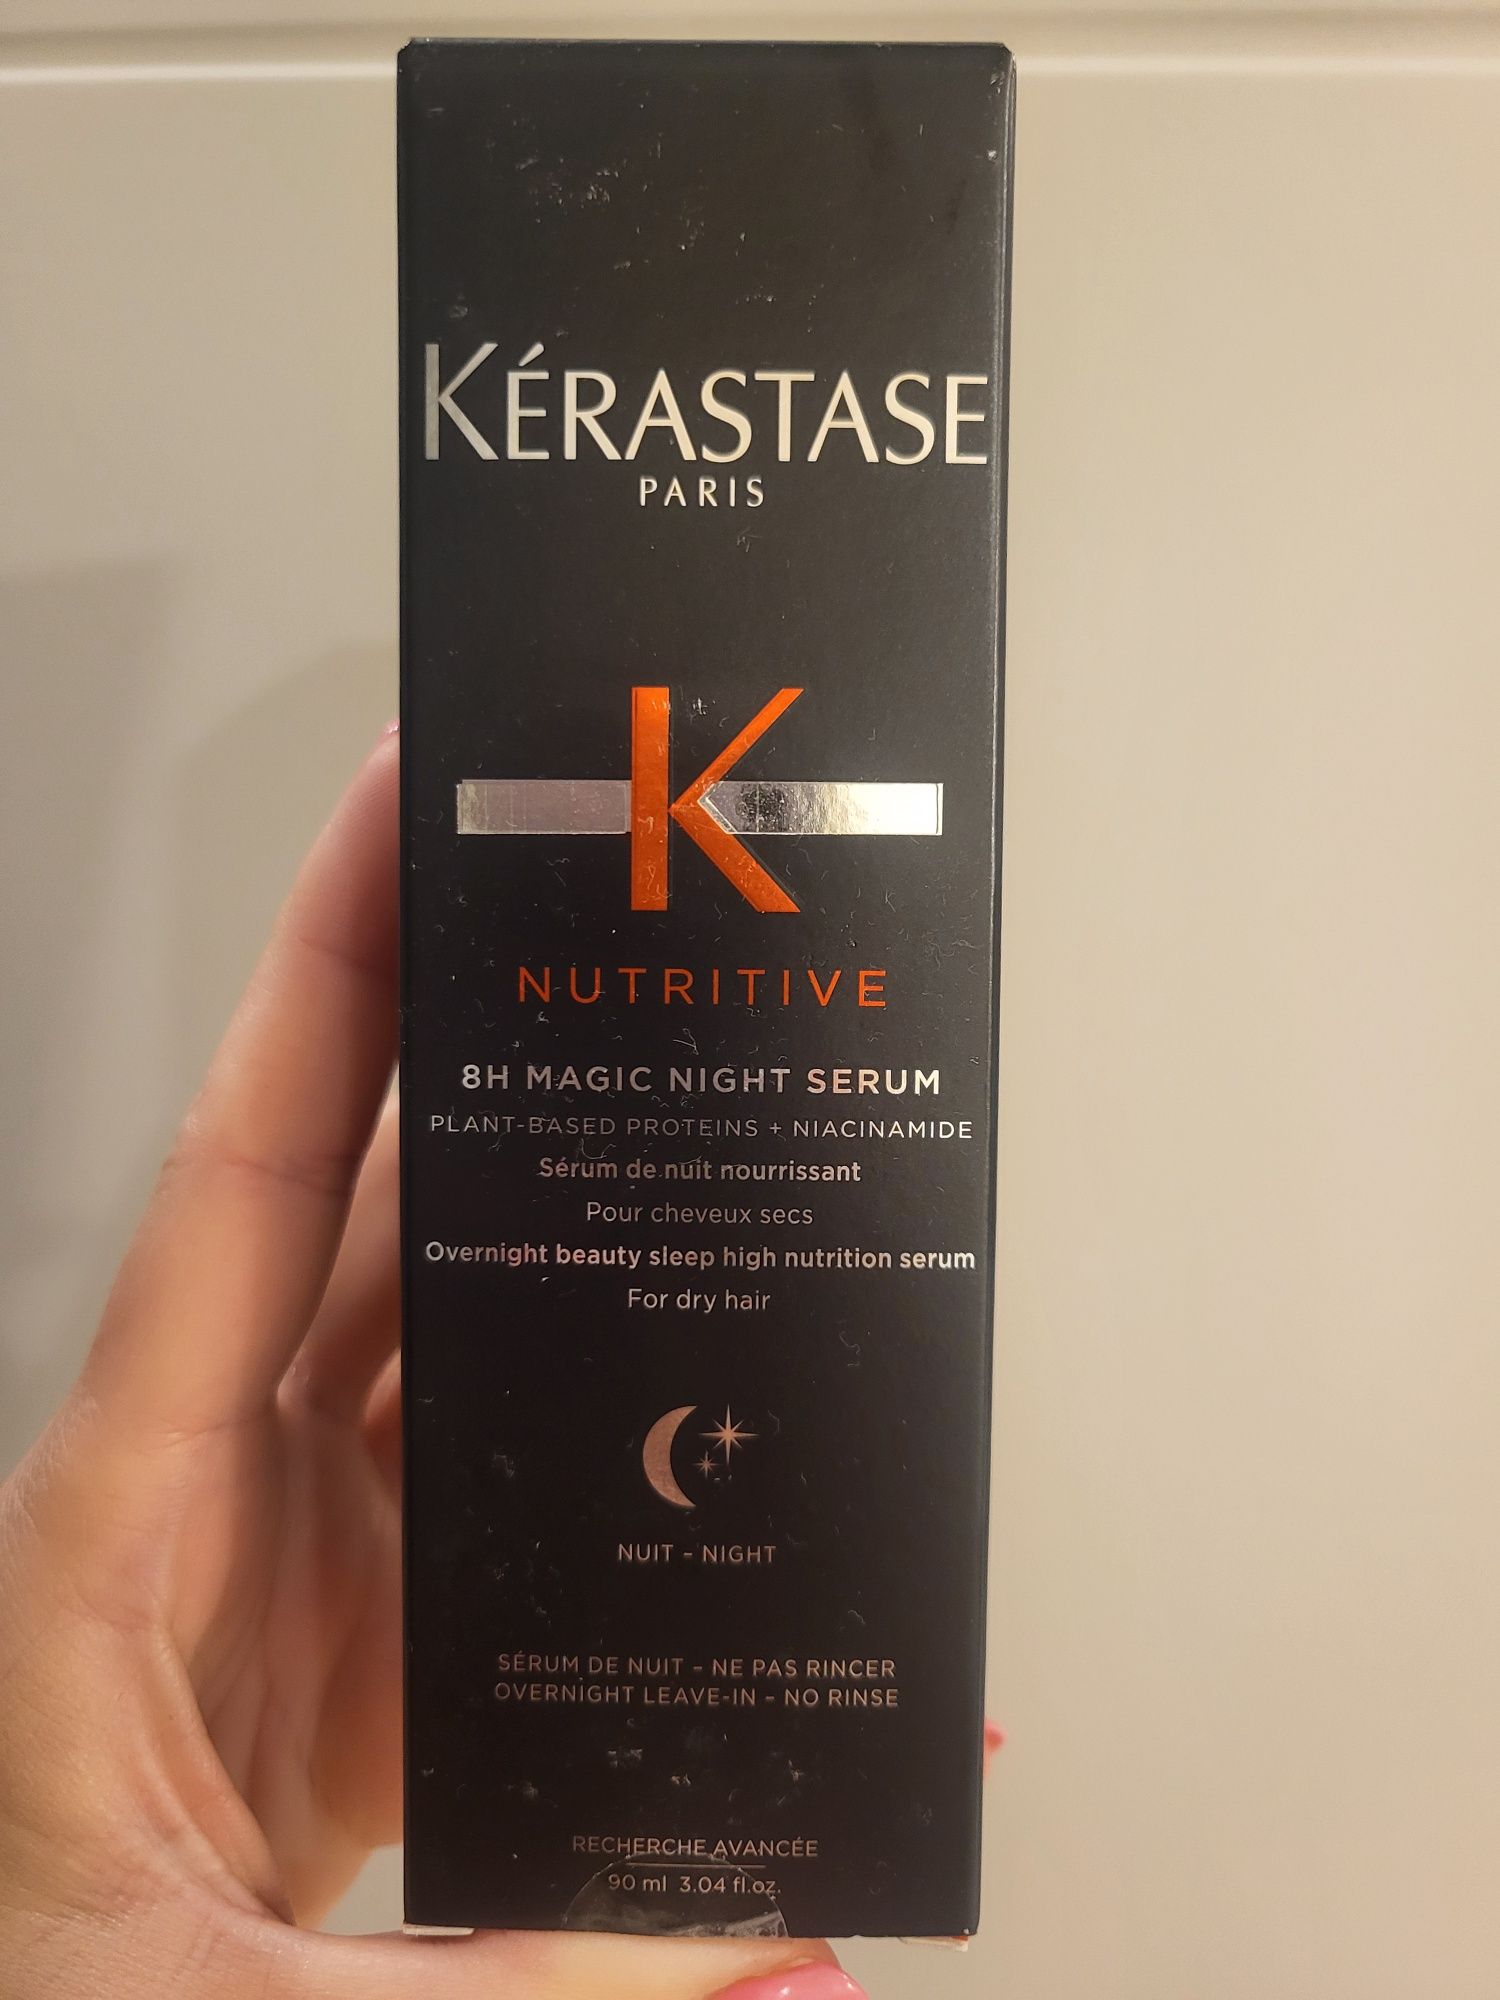 KÉRASTASE
PARIS
K
NUTRITIVE
8H MAGIC NIGHT SERUM
PLANT-BASED PROTEINS + NIACINAMIDE
Sérum de nuit nourrissant
Pour cheveux secs
Overnight beauty sleep high nutrition serum
For dry hair
NUIT - NIGHT
SÉRUM DE NUIT - NE PAS RINCER
OVERNIGHT LEAVE-IN - NO RINSE
RECHERCHE AVANCÉE
90 ml 3.04 fl.oz.